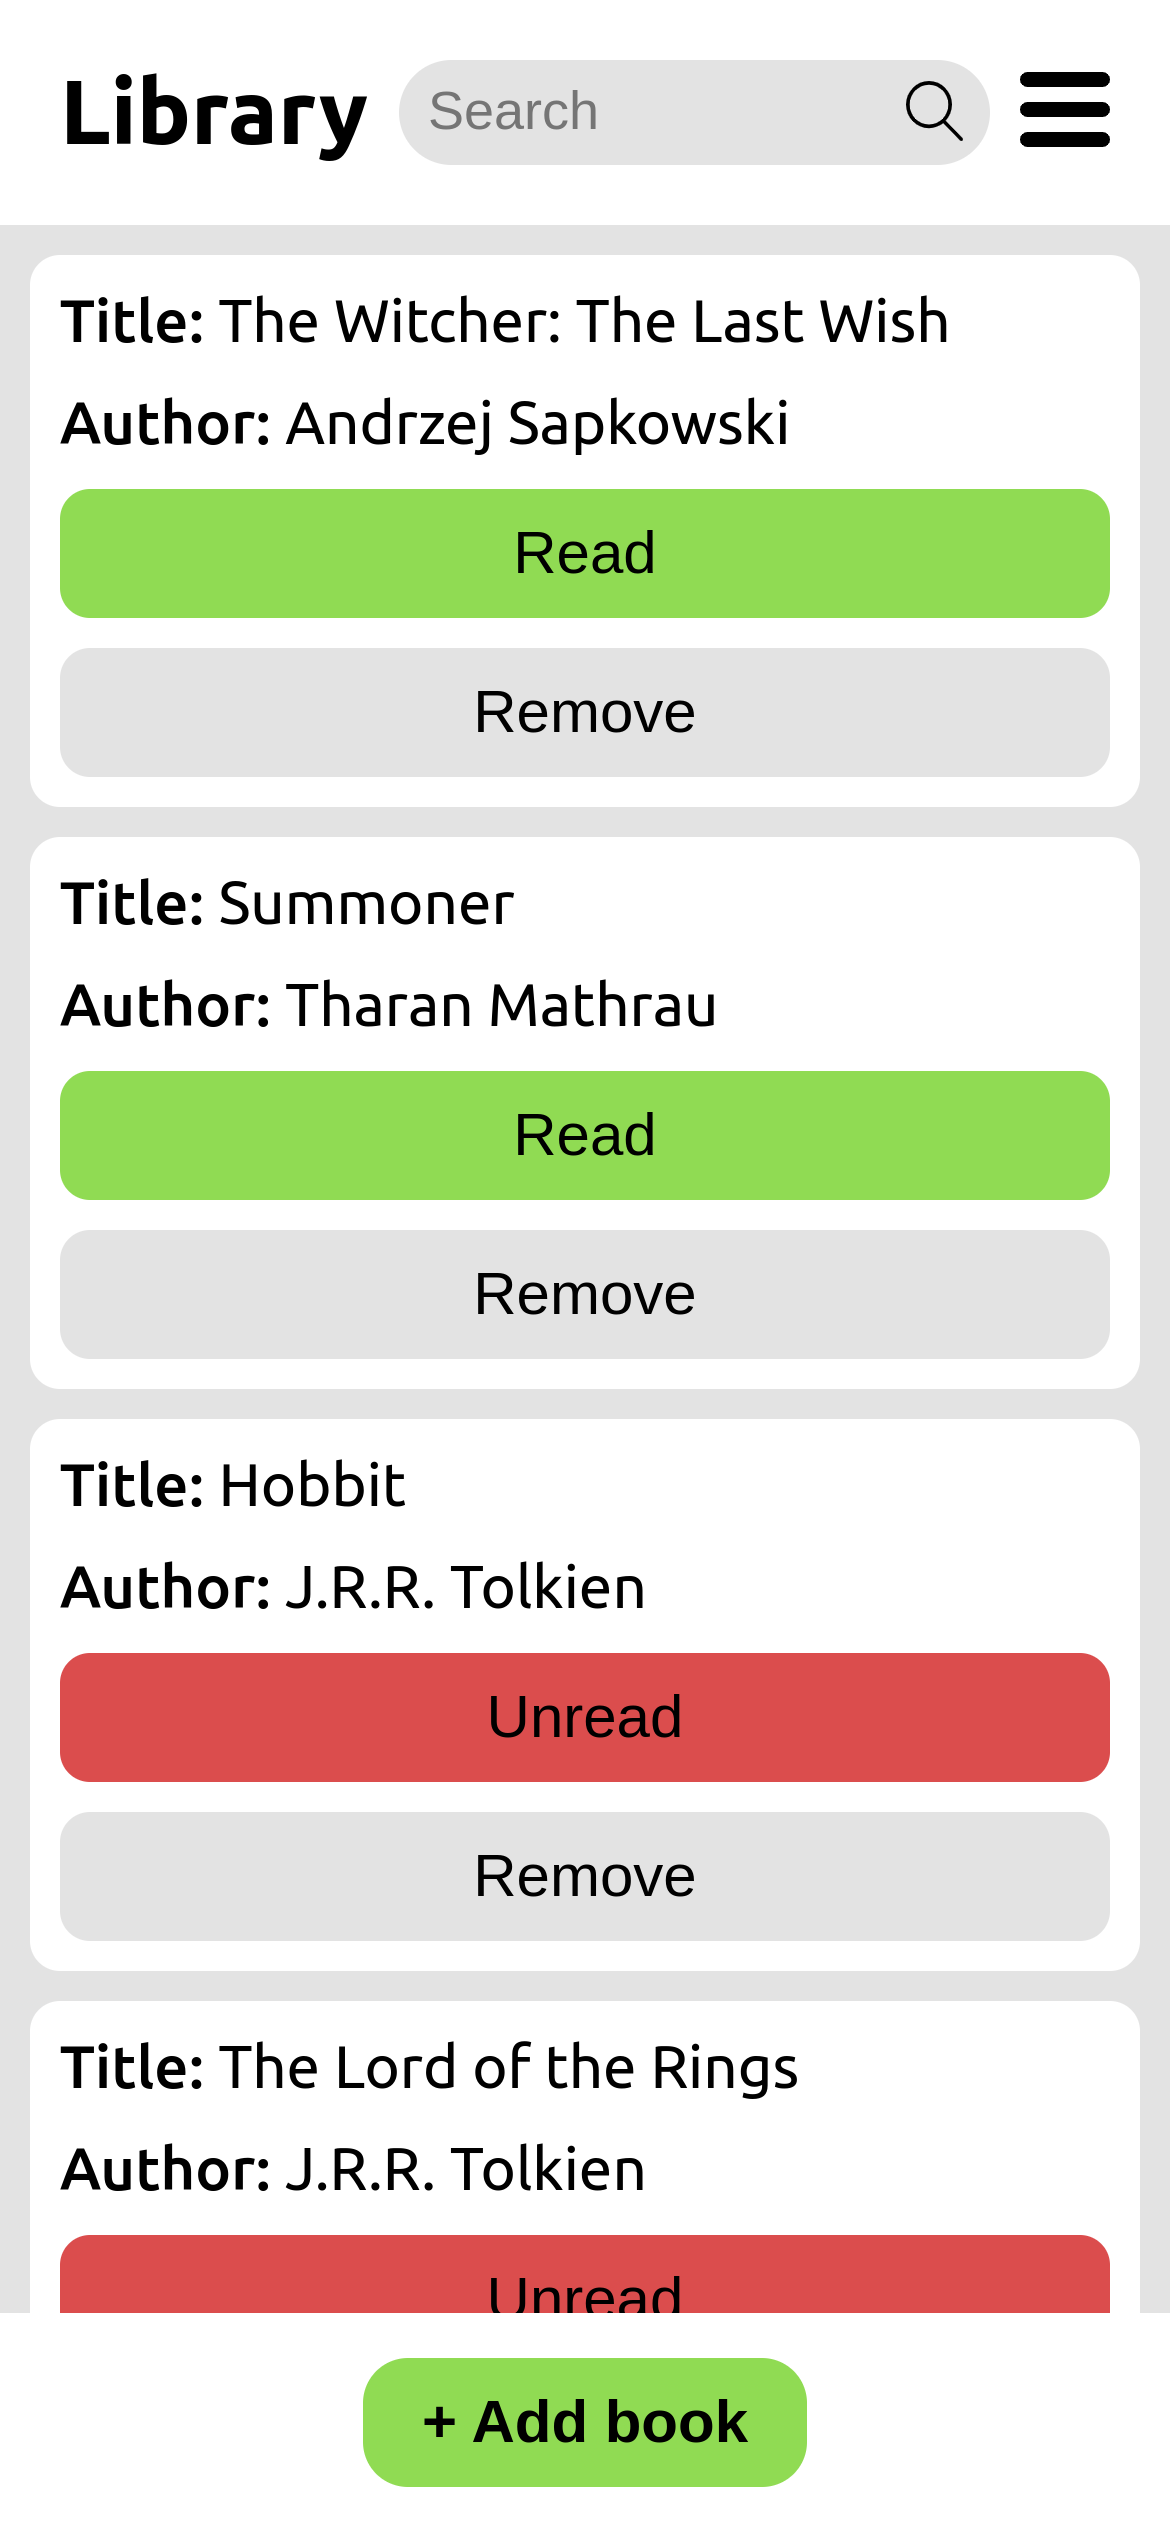 Library
Search
Title: The Witcher: The Last Wish
Author: Andrzej Sapkowski
Read
Remove
Title: Summoner
Author: Tharan Mathrau
Read
Remove
Title: Hobbit
Author: J.R.R. Tolkien
Unread
Remove
Title: The Lord of the Rings
Author: J.R.R. Tolkien
Unread
+ Add book